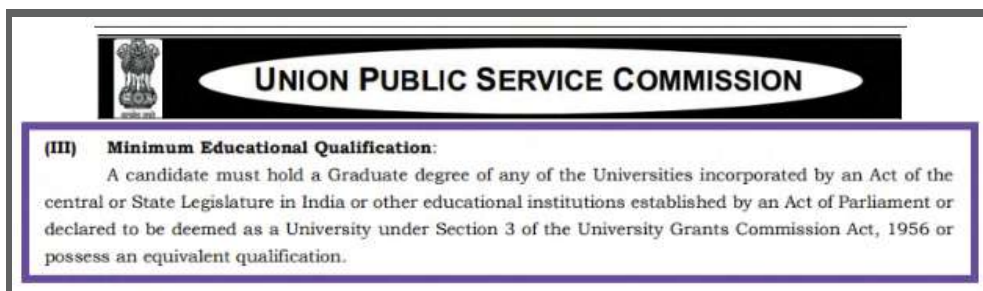 UNION PUBLIC SERVICE COMMISSION
(III) Minimum Educational Qualification:
A candidate must hold a Graduate degree of any of the Universities incorporated by an Act of the
central or State Legislature in India or other educational institutions established by an Act of Parliament or
declared to be deemed as a University under Section 3 of the University Grants Commission Act, 1956 or
possess an equivalent qualification.